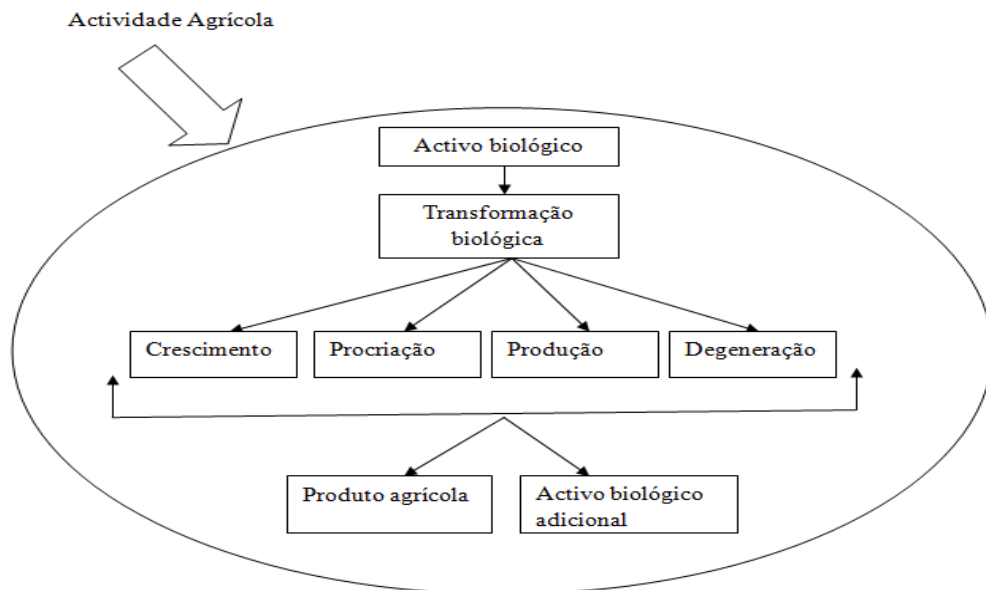 Actividade Agrícola
Activo biológico
Transformação
biológica
Crescimento
Procriação
Produção
Degeneração
Produto agrícola
Activo biológico
adicional